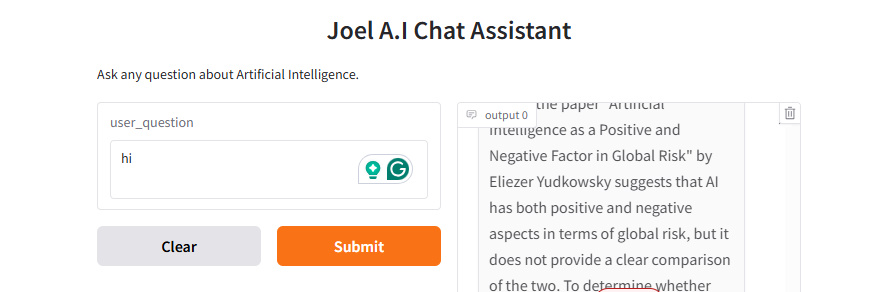 Joel A.I Chat Assistant
Ask any question about Artificial Intelligence.
user_question
hi
Clear
Submit
output 0
the paper "Artificial
Intelligence as a Positive and
Negative Factor in Global Risk" by
Eliezer Yudkowsky suggests that AI
has both positive and negative
aspects in terms of global risk, but it
does not provide a clear comparison
of the two. To determine whether